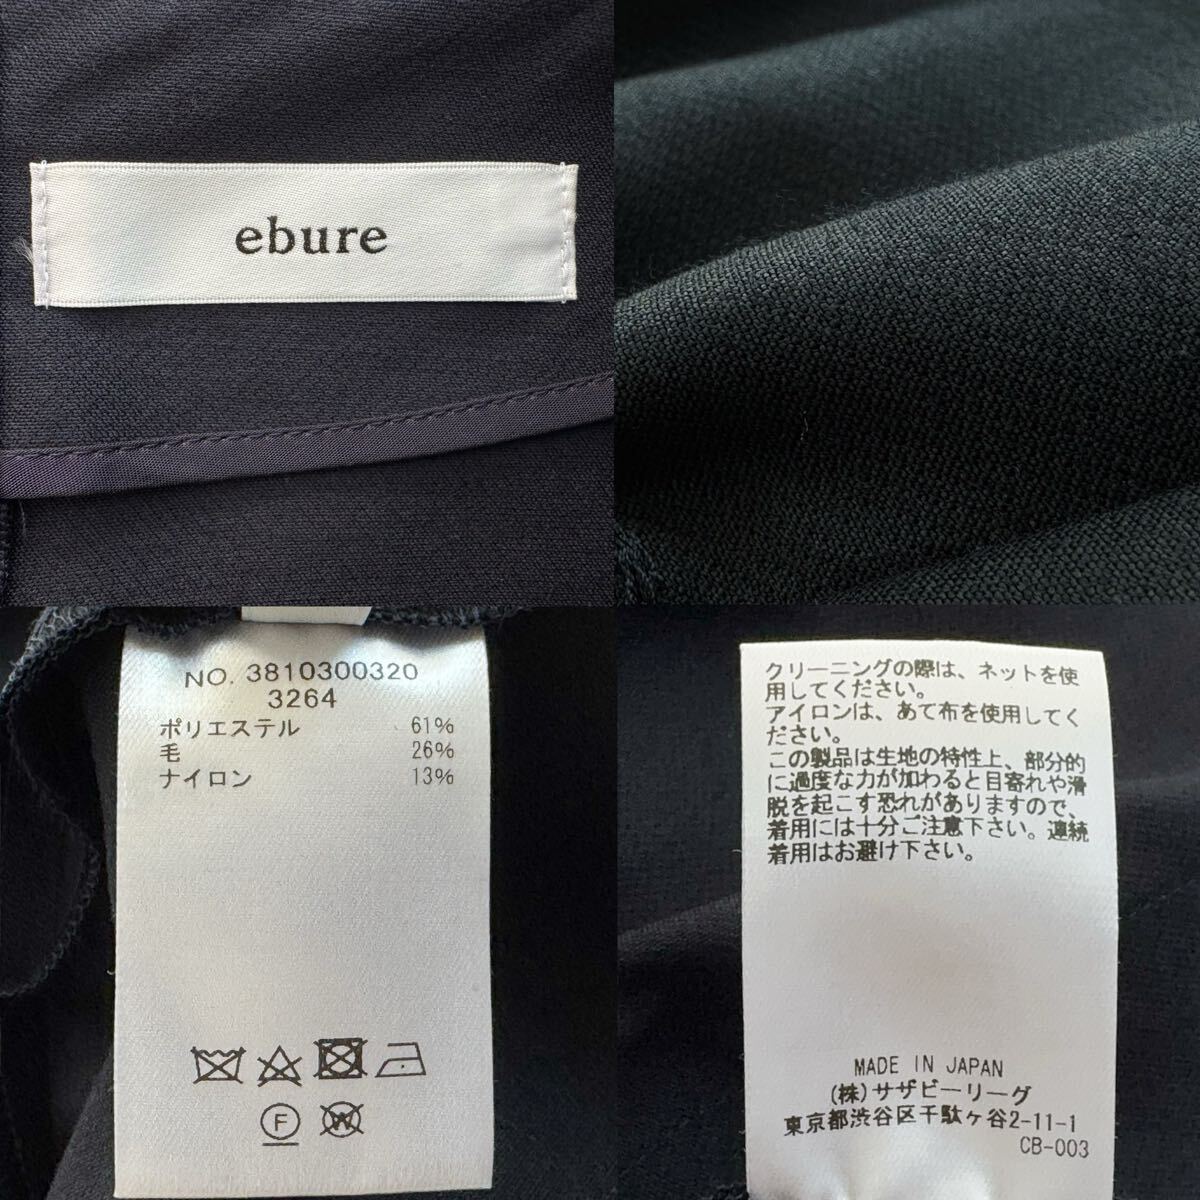 ebure
NO. 3810300320
3264
ポリエステル 61%
毛 26%
ナイロン 13%
F
W
クリーニングの際は、ネットを使
用してください。
アイロンは、あて布を使用してく
ださい。
この製品は生地の特性上、部分的
に過度な力が加わると目寄れや滑
脱を起こす恐れがありますので、
着用には十分ご注意下さい。連続
着用はお避け下さい。
MADE IN JAPAN
(株)サザビーリーグ
東京都渋谷区千駄ヶ谷2-11-1
CB-003